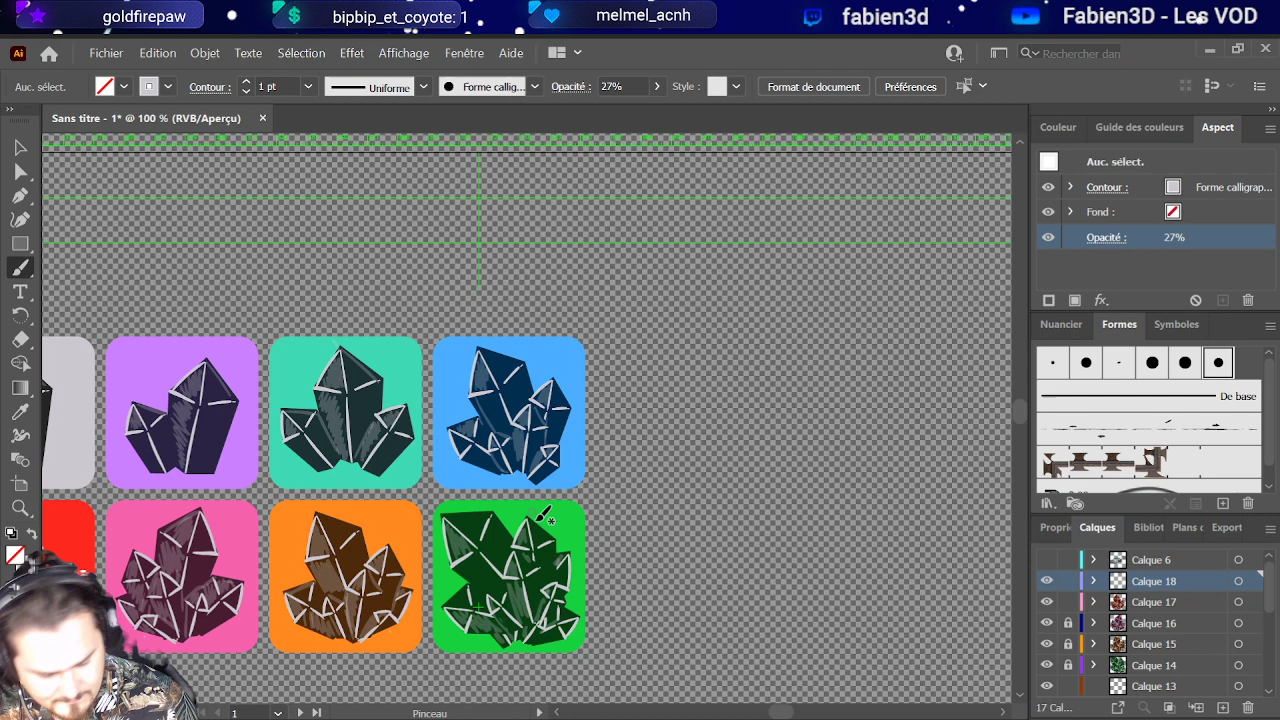 goldfirepaw
bipbip_et_coyote: 1
melmel_acnh
fabien3d
Fabien3D - Les VOD
Ai
Fichier Edition Objet Texte Sélection Effet Affichage Fenêtre Aide
Rechercher dan
Auc. sélect.
Contour :
1 pt
Uniforme
Forme callig...
Opacité :
27%
Style :
Format de document
Préférences
Sans titre - 1* @ 100 % (RVB/Aperçu)
Couleur Guide des couleurs Aspect
Auc. sélect.
Contour : Forme calligrap...
Fond :
Opacité : 27%
fx.
Nuancier Formes Symboles
De base
Proprié Calques Bibliot Plans c Export
Calque 6
Calque 18
Calque 17
Calque 16
Calque 15
Calque 14
Calque 13
17 Cal...
1
Pinceau